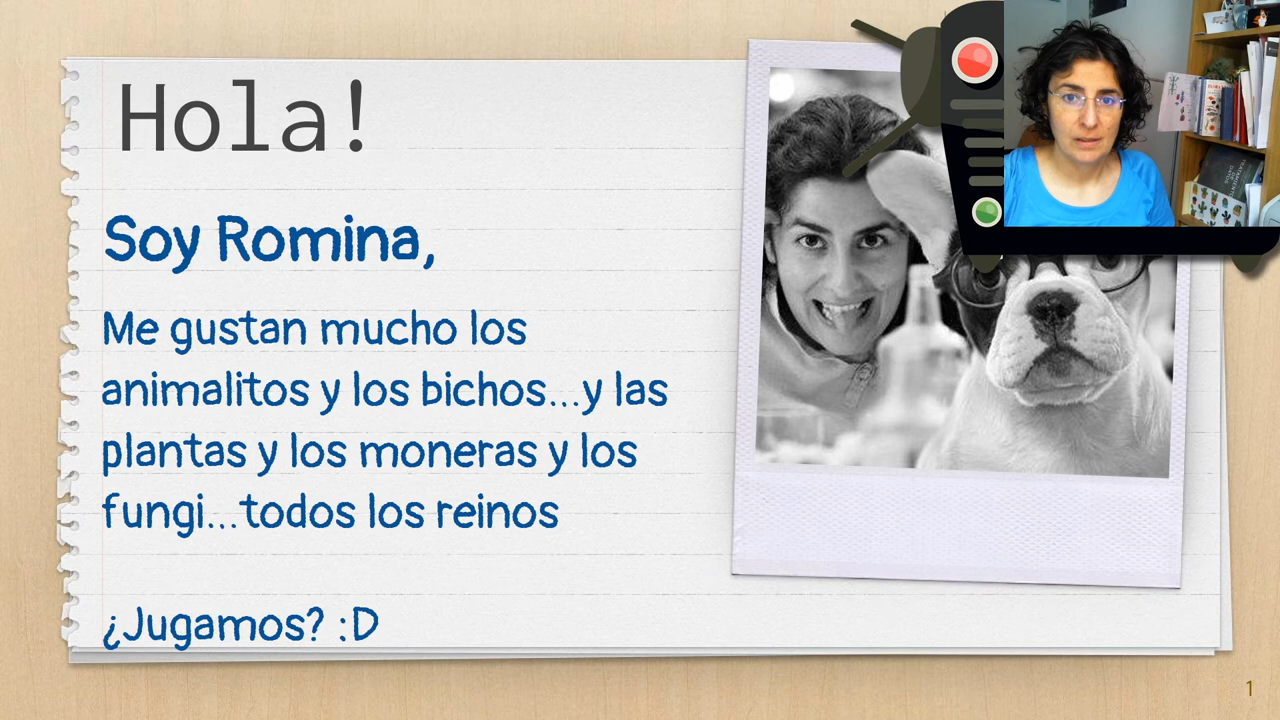 Hola!
Soy Romina,
Me gustan mucho los
animalitos y los bichos...y las
plantas y los moneras y los
fungi...todos los reinos
¿Jugamos? :D
1